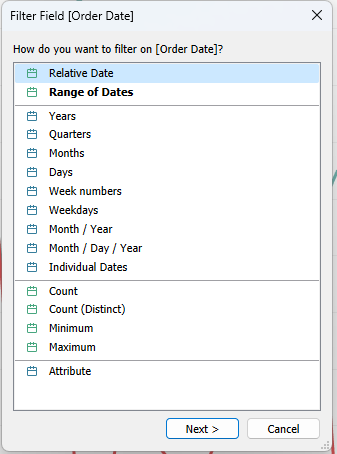 Filter Field [Order Date]
How do you want to filter on [Order Date]?
Relative Date
Range of Dates
Years
Quarters
Months
Days
Week numbers
Weekdays
Month / Year
Month / Day / Year
Individual Dates
Count
Count (Distinct)
Minimum
Maximum
Attribute
Next >
Cancel